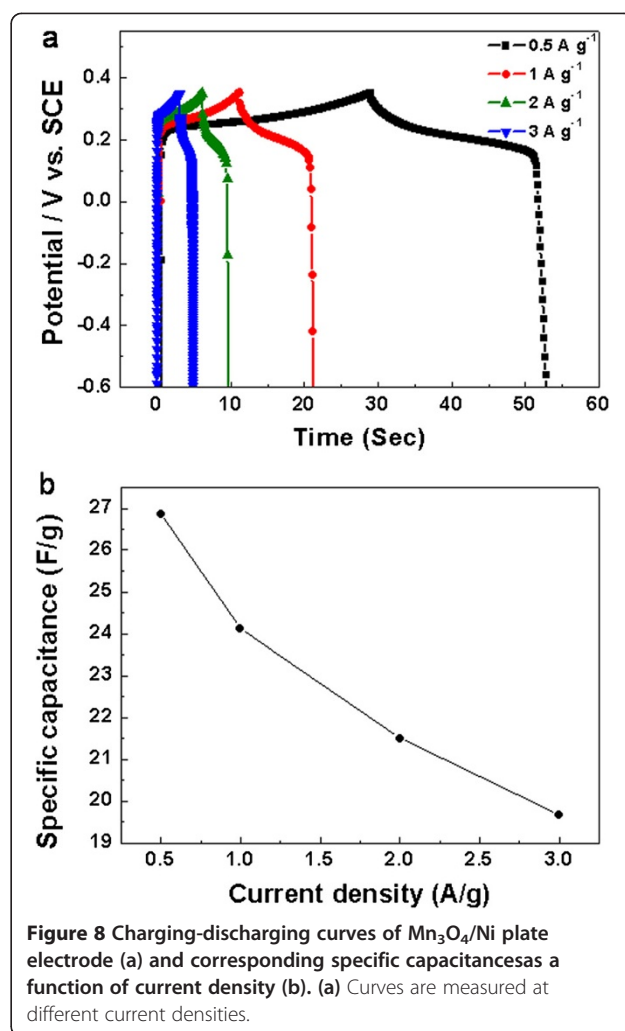 a
0.5 A g⁻¹
1 A g⁻¹
2 A g⁻¹
3 A g⁻¹
Potential / V vs. SCE
0.4
0.2
0.0
-0.2
-0.4
-0.6
0 10 20 30 40 50 60
Time (Sec)
b
Specific capacitance (F/g)
27
26
25
24
23
22
21
20
19
0.5 1.0 1.5 2.0 2.5 3.0
Current density (A/g)
Figure 8 Charging-discharging curves of Mn₃O₄/Ni plate
electrode (a) and corresponding specific capacitancesas a
function of current density (b). (a) Curves are measured at
different current densities.